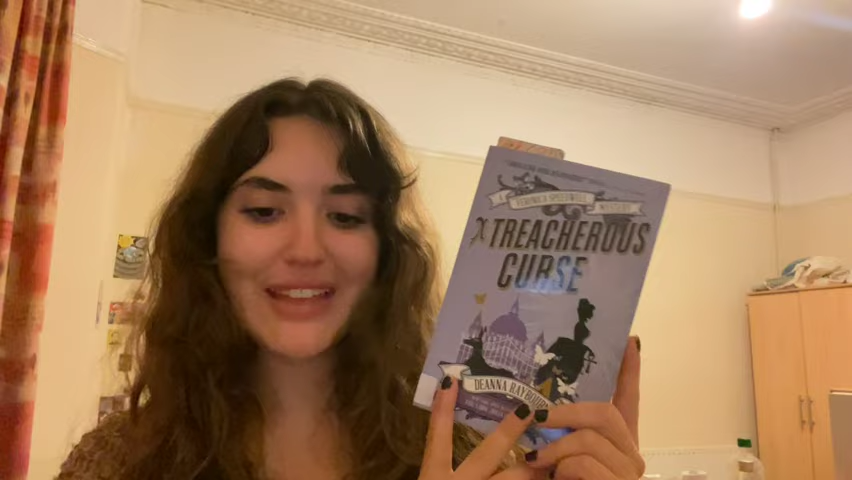 A
VERONICA SPEEDWELL
MYSTERY
A TREACHEROUS
CURSE
DEANNA RAYBOURN